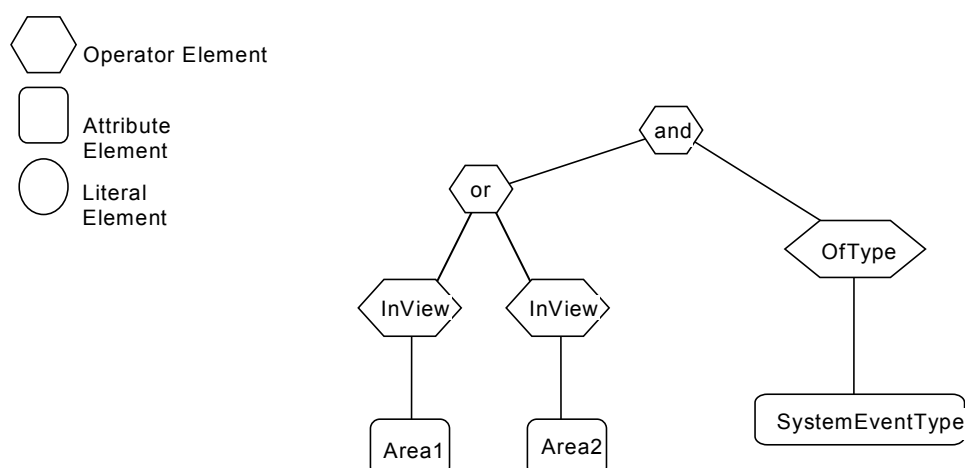 Operator Element
Attribute
Element
Literal
Element
and
or
OfType
InView
InView
SystemEventType
Area1
Area2